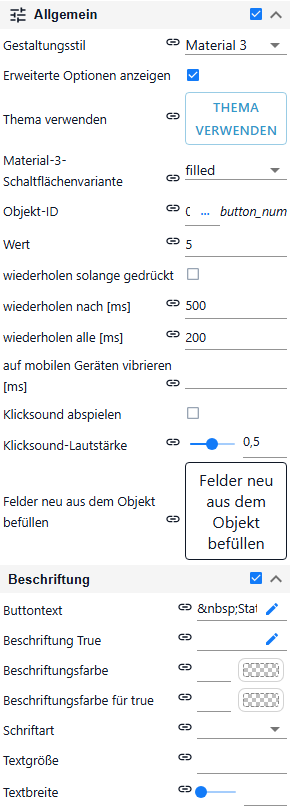 Allgemein
Gestaltungsstil Material 3
Erweiterte Optionen anzeigen
Thema verwenden THEMA VERWENDEN
Material-3-
Schaltflächenvariante filled
Objekt-ID ... button_num
Wert 5
wiederholen solange gedrückt
wiederholen nach [ms] 500
wiederholen alle [ms] 200
auf mobilen Geräten vibrieren
[ms]
Klicksound abspielen
Klicksound-Lautstärke 0,5
Felder neu aus dem Objekt
befüllen
Felder neu
aus dem
Objekt
befüllen
Beschriftung
Buttontext &nbsp;Stat
Beschriftung True
Beschriftungsfarbe
Beschriftungsfarbe für true
Schriftart
Textgröße
Textbreite